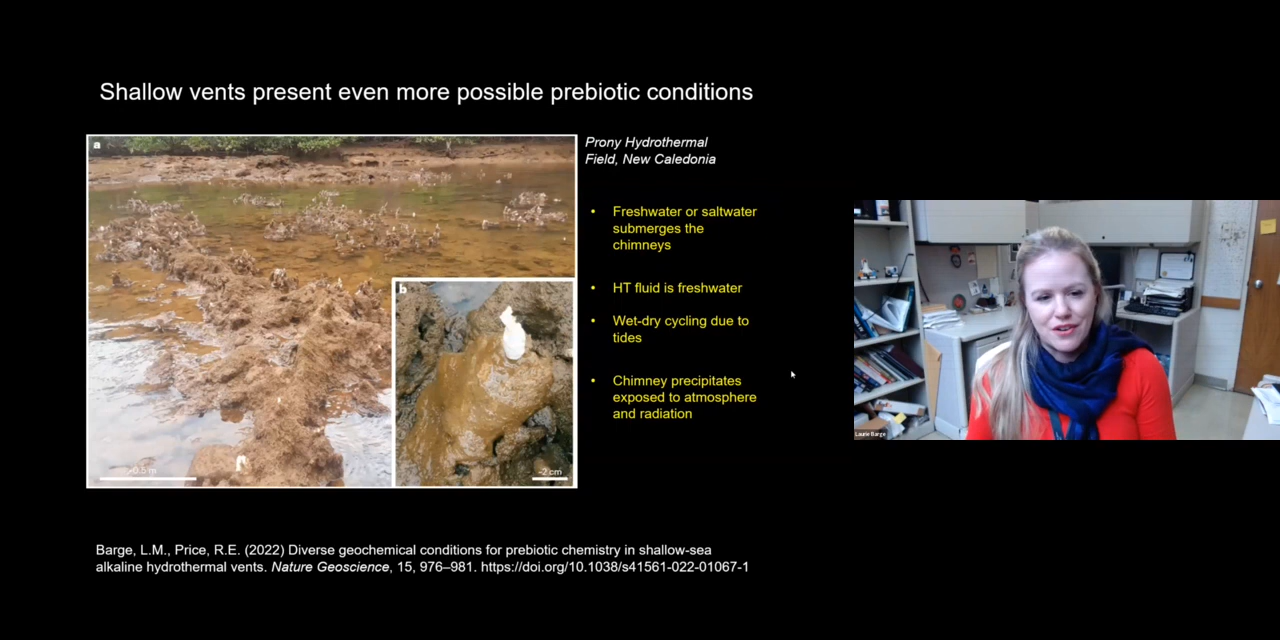 Shallow vents present even more possible prebiotic conditions
a
Prony Hydrothermal
Field, New Caledonia
• Freshwater or saltwater
submerges the
chimneys
b
• HT fluid is freshwater
• Wet-dry cycling due to
tides
• Chimney precipitates
exposed to atmosphere
and radiation
~0.5 m
~2 cm
Laurie Barge
Barge, L.M., Price, R.E. (2022) Diverse geochemical conditions for prebiotic chemistry in shallow-sea
alkaline hydrothermal vents. Nature Geoscience, 15, 976–981. https://doi.org/10.1038/s41561-022-01067-1